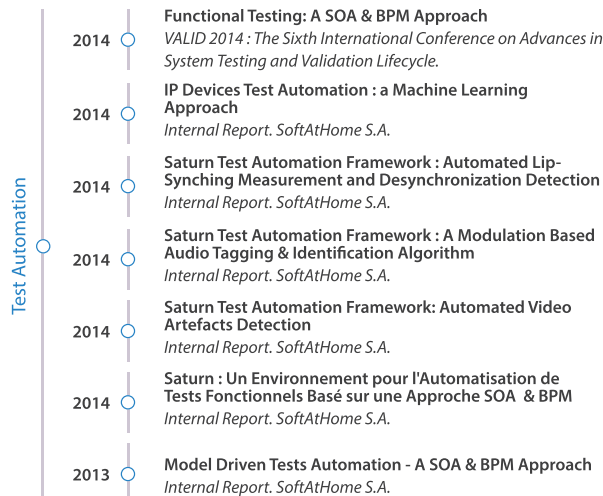 Test Automation
Functional Testing: A SOA & BPM Approach
2014
VALID 2014 : The Sixth International Conference on Advances in
System Testing and Validation Lifecycle.
IP Devices Test Automation : a Machine Learning
2014
Approach
Internal Report. SoftAtHome S.A.
Saturn Test Automation Framework : Automated Lip-
2014
Synching Measurement and Desynchronization Detection
Internal Report. SoftAtHome S.A.
Saturn Test Automation Framework : A Modulation Based
2014
Audio Tagging & Identification Algorithm
Internal Report. SoftAtHome S.A.
Saturn Test Automation Framework: Automated Video
2014
Artefacts Detection
Internal Report. SoftAtHome S.A.
Saturn : Un Environnement pour l'Automatisation de
2014
Tests Fonctionnels Basé sur une Approche SOA & BPM
Internal Report. SoftAtHome S.A.
2013
Model Driven Tests Automation - A SOA & BPM Approach
Internal Report. SoftAtHome S.A.